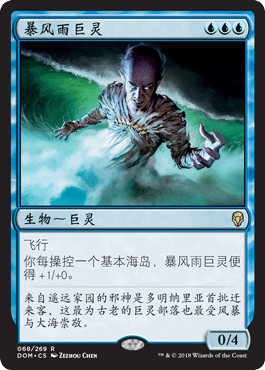 暴风雨巨灵
生物～巨灵
飞行
你每操控一个基本海岛，暴风雨巨灵便
得 +1/+0。
来自遥远家园的邪神是多明纳里亚首批迁
来客，这最为古老的巨灵部落也最受风暴
与大海崇敬。
0/4
068/269 R
DOM • CS ZEZHOU CHEN
™ & © 2018 Wizards of the Coast